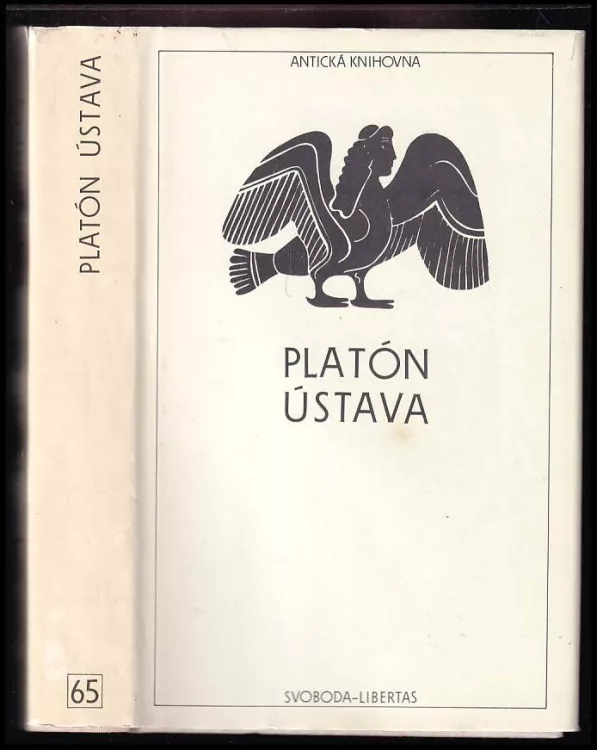 PLATÓN ÚSTAVA
65
ANTICKÁ KNIHOVNA
PLATÓN
ÚSTAVA
SVOBODA-LIBERTAS